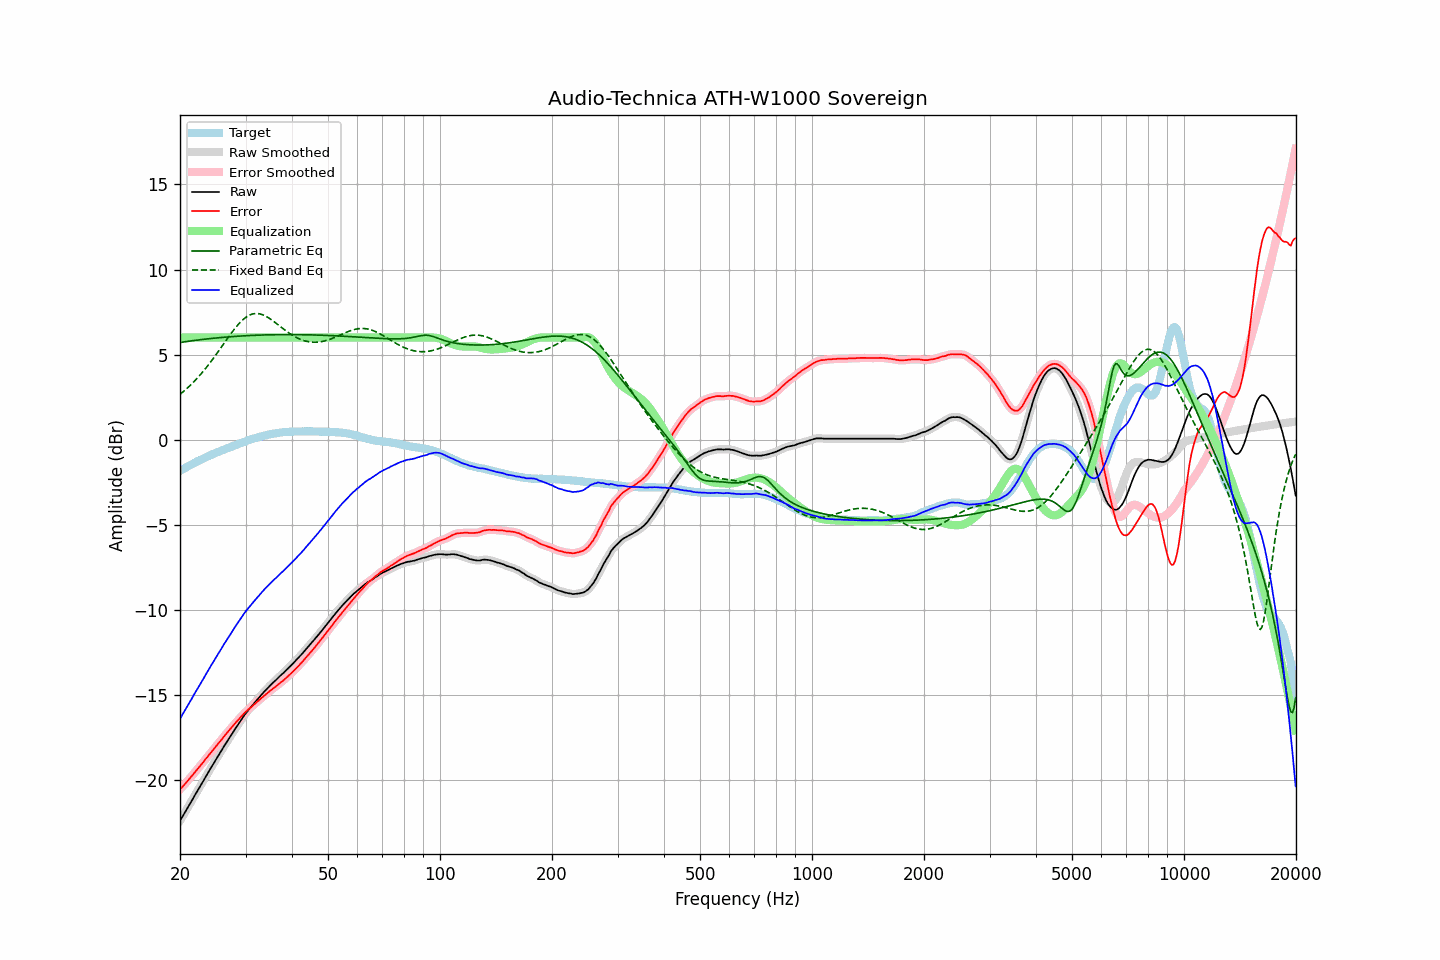 Audio-Technica ATH-W1000 Sovereign
Target
Raw Smoothed
Error Smoothed
Raw
Error
Equalization
Parametric Eq
Fixed Band Eq
Equalized
Amplitude (dBr)
15
10
5
0
−5
−10
−15
−20
20 50 100 200 500 1000 2000 5000 10000 20000
Frequency (Hz)